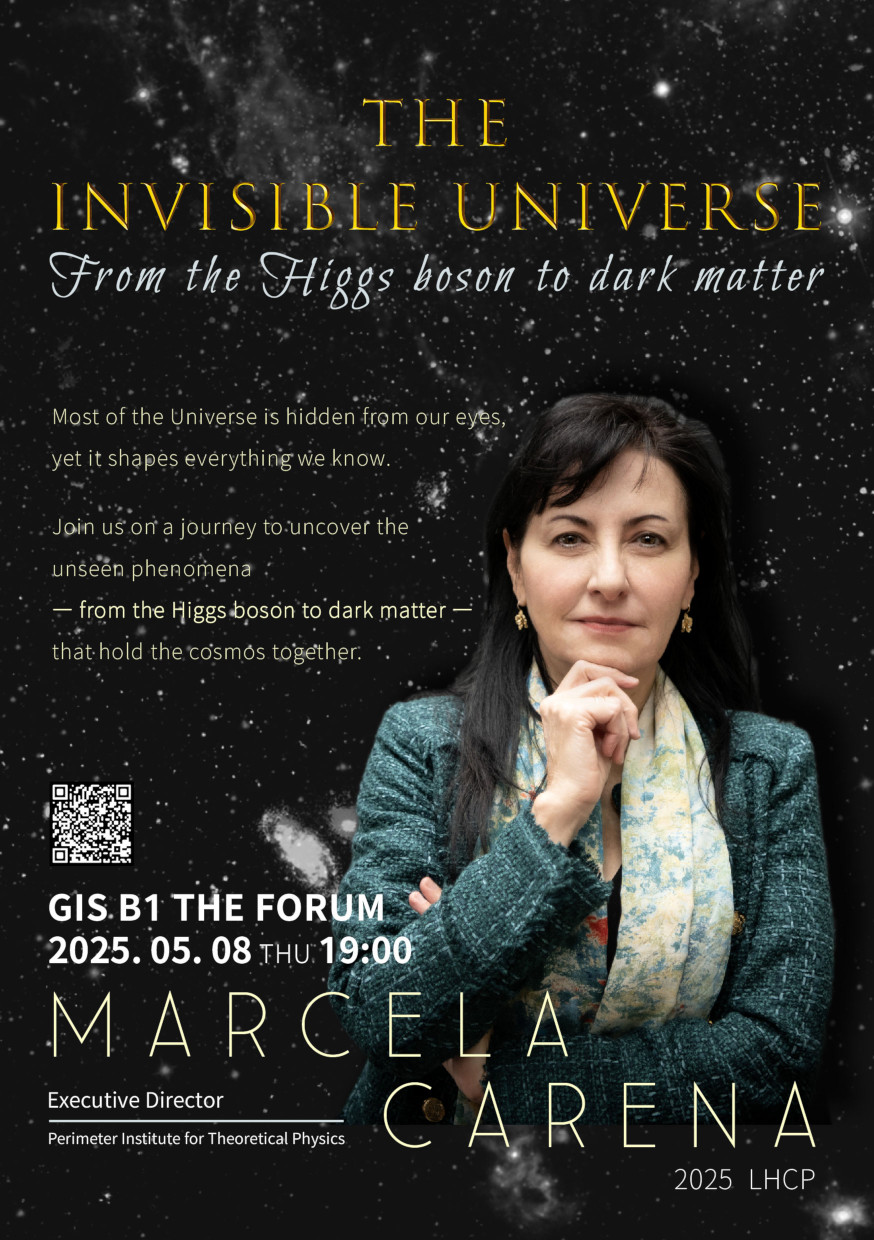 THE
INVISIBLE UNIVERSE
From the Higgs boson to dark matter
Most of the Universe is hidden from our eyes,
yet it shapes everything we know.
Join us on a journey to uncover the
unseen phenomena
— from the Higgs boson to dark matter —
that hold the cosmos together.
GIS B1 THE FORUM
2025. 05. 08 THU 19:00
MARCELA
CARENA
Executive Director
Perimeter Institute for Theoretical Physics
2025 LHCP